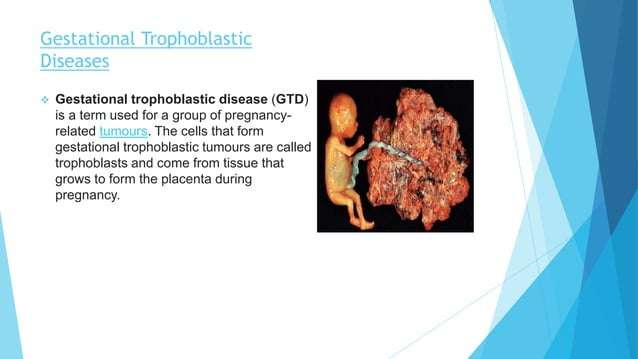 Gestational Trophoblastic
Diseases
❖ Gestational trophoblastic disease (GTD)
is a term used for a group of pregnancy-
related tumours. The cells that form
gestational trophoblastic tumours are called
trophoblasts and come from tissue that
grows to form the placenta during
pregnancy.